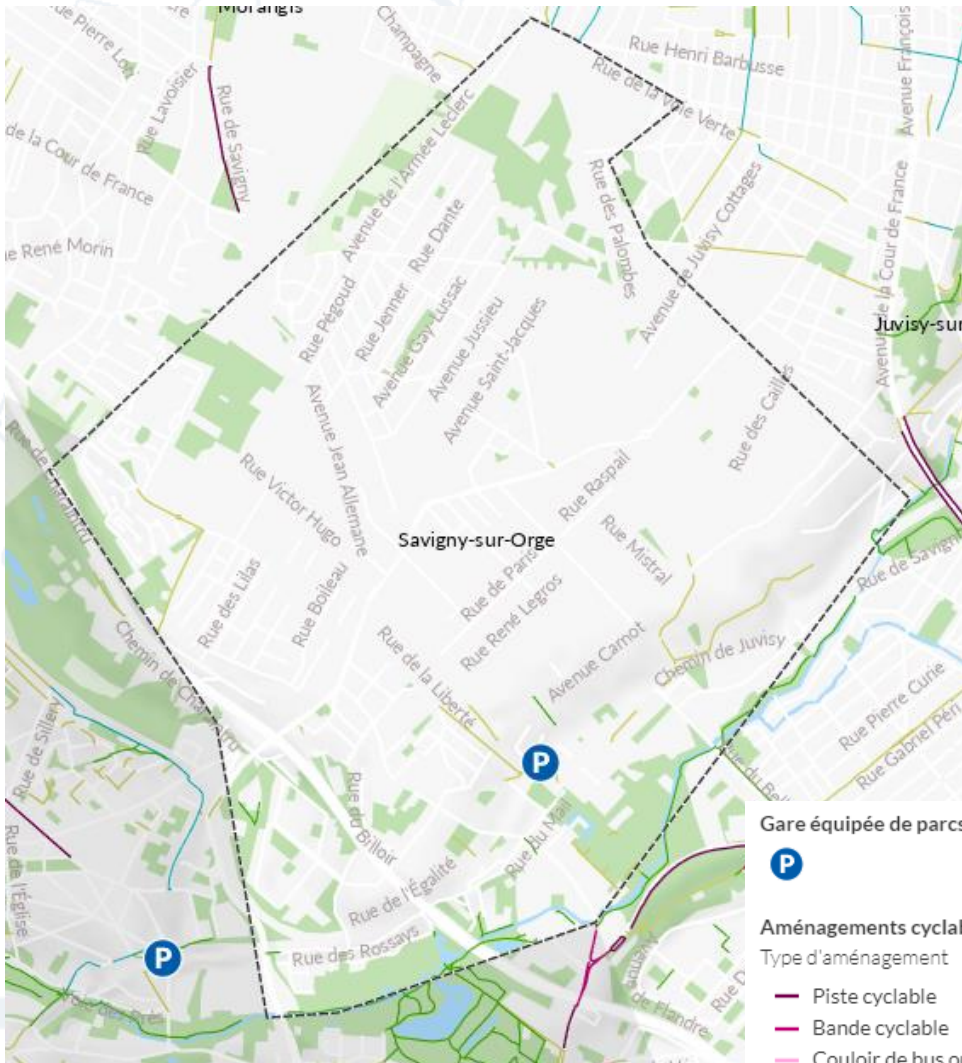 Morangis
Rue Pierre Loti
Champagne
Rue Henri Barbusse
Avenue François
Rue Lavoisier
Rue de Savigny
Rue de la Voie Verte
de la Cour de France
Avenue de l'Armée Leclerc
Rue Dante
Rue des Palombes
Avenue de Juvisy Cottages
Avenue de la Cour de France
e René Morin
Rue Pégoud
Rue Jenner
Avenue Gay-Lussac
Avenue Jussieu
Avenue Saint-Jacques
Juvisy-sur
Avenue Jean Allemane
Rue des Cailles
Rue Victor Hugo
Rue Raspail
Savigny-sur-Orge
Rue Mistral
Rue de Savign
Rue des Lilas
Rue Boileau
Rue de Paris
Rue René Legros
Rue de la Liberté
Avenue Carnot
Chemin de Juvisy
Chemin de Char
Rue Pierre Curie
Rue Gabriel Péri
Rue de Sillery
P
Rue du Bel
Rue du Billoir
Rue du Mail
Rue de l'Église
Rue de l'Égalité
Rue des Rossays
P
de Flandre
Rue D
Gare équipée de parcs
P
Aménagements cyclab
Type d'aménagement
Piste cyclable
Bande cyclable
Couloir de bus o